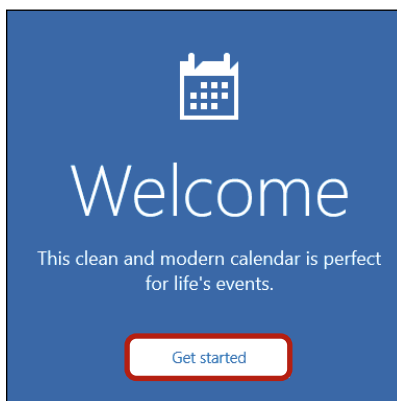 Welcome
This clean and modern calendar is perfect
for life's events.
Get started